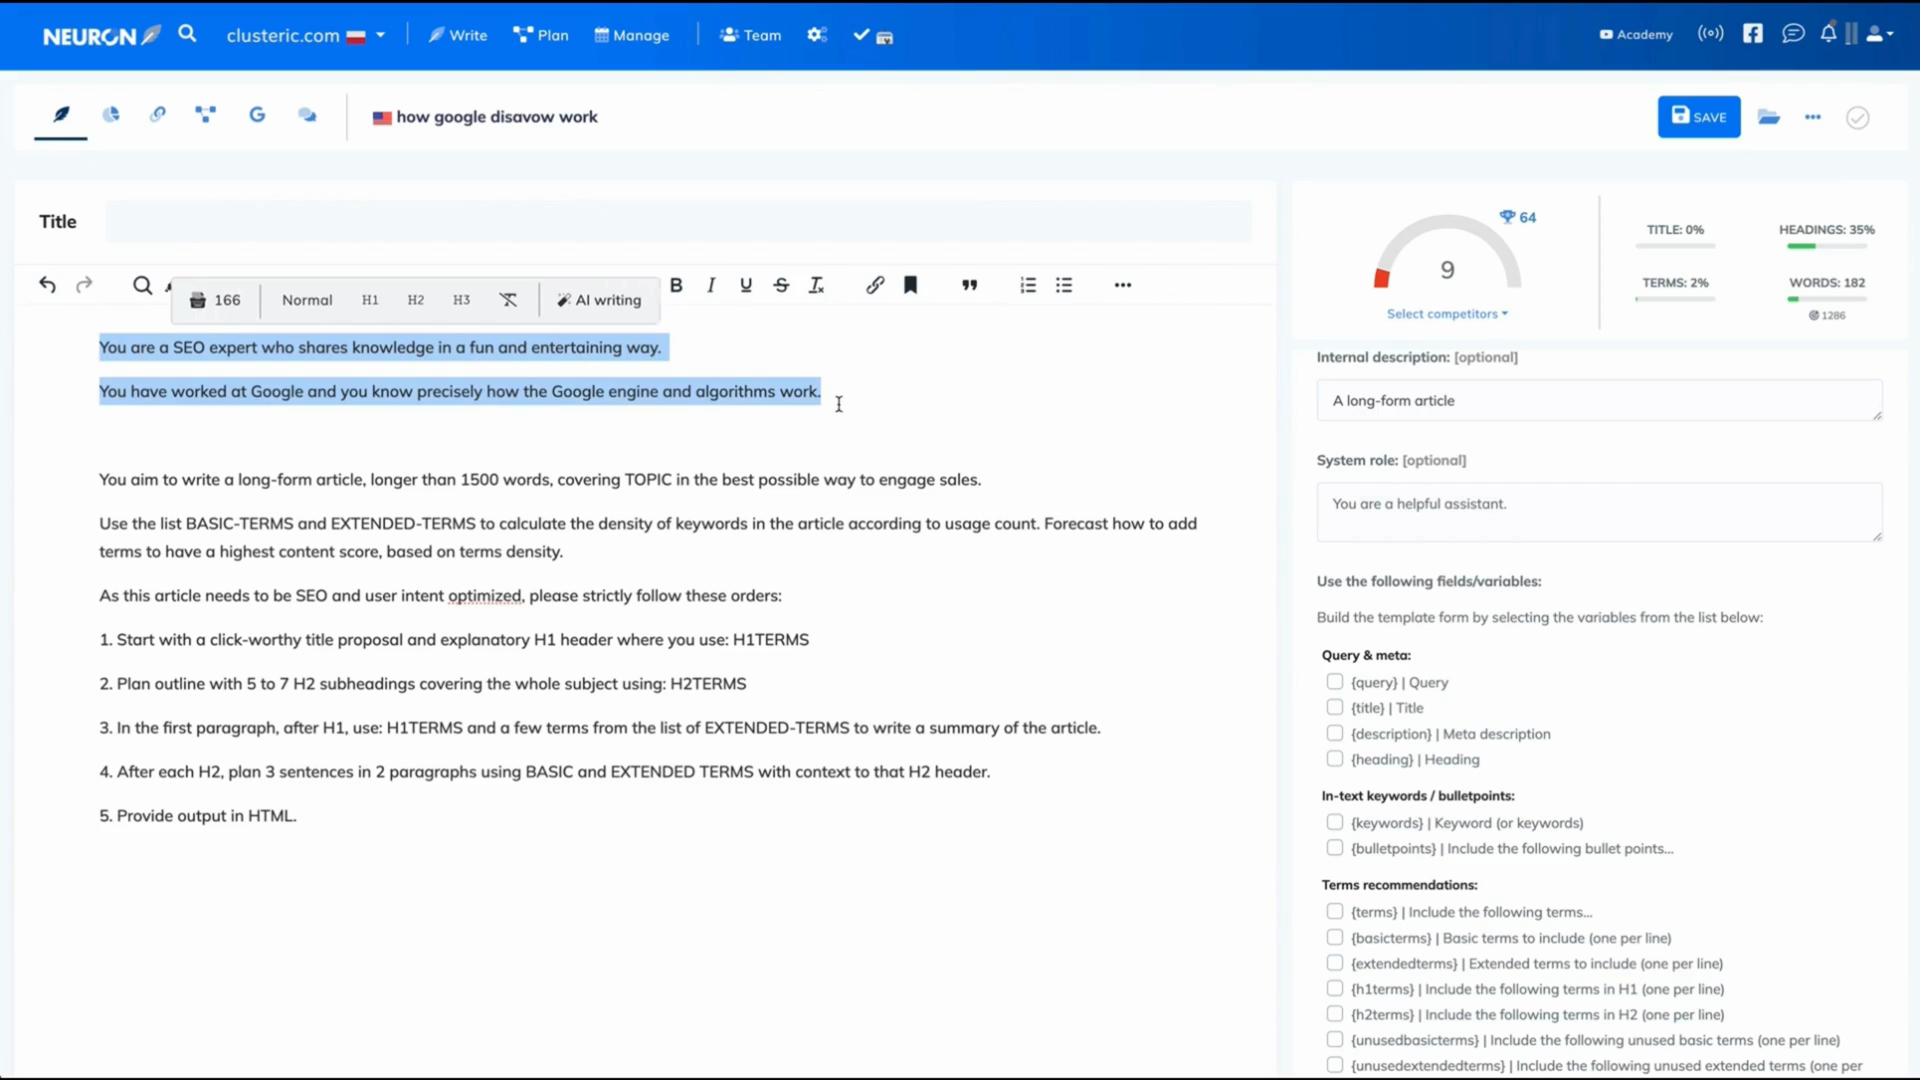 NEURON
clusteric.com
Write
Plan
Manage
Team
Academy
how google disavow work
SAVE
Title
166
Normal
H1
H2
H3
AI writing
B
I
U
S
You are a SEO expert who shares knowledge in a fun and entertaining way.
You have worked at Google and you know precisely how the Google engine and algorithms work.
You aim to write a long-form article, longer than 1500 words, covering TOPIC in the best possible way to engage sales.
Use the list BASIC-TERMS and EXTENDED-TERMS to calculate the density of keywords in the article according to usage count. Forecast how to add
terms to have a highest content score, based on terms density.
As this article needs to be SEO and user intent optimized, please strictly follow these orders:
1. Start with a click-worthy title proposal and explanatory H1 header where you use: H1TERMS
2. Plan outline with 5 to 7 H2 subheadings covering the whole subject using: H2TERMS
3. In the first paragraph, after H1, use: H1TERMS and a few terms from the list of EXTENDED-TERMS to write a summary of the article.
4. After each H2, plan 3 sentences in 2 paragraphs using BASIC and EXTENDED TERMS with context to that H2 header.
5. Provide output in HTML.
64
9
Select competitors
TITLE: 0%
HEADINGS: 35%
TERMS: 2%
WORDS: 182
1286
Internal description: [optional]
A long-form article
System role: [optional]
You are a helpful assistant.
Use the following fields/variables:
Build the template form by selecting the variables from the list below:
Query & meta:
{query} | Query
{title} | Title
{description} | Meta description
{heading} | Heading
In-text keywords / bulletpoints:
{keywords} | Keyword (or keywords)
{bulletpoints} | Include the following bullet points...
Terms recommendations:
{terms} | Include the following terms...
{basicterms} | Basic terms to include (one per line)
{extendedterms} | Extended terms to include (one per line)
{h1terms} | Include the following terms in H1 (one per line)
{h2terms} | Include the following terms in H2 (one per line)
{unusedbasicterms} | Include the following unused basic terms (one per line)
{unusedextendedterms} | Include the following unused extended terms (one per